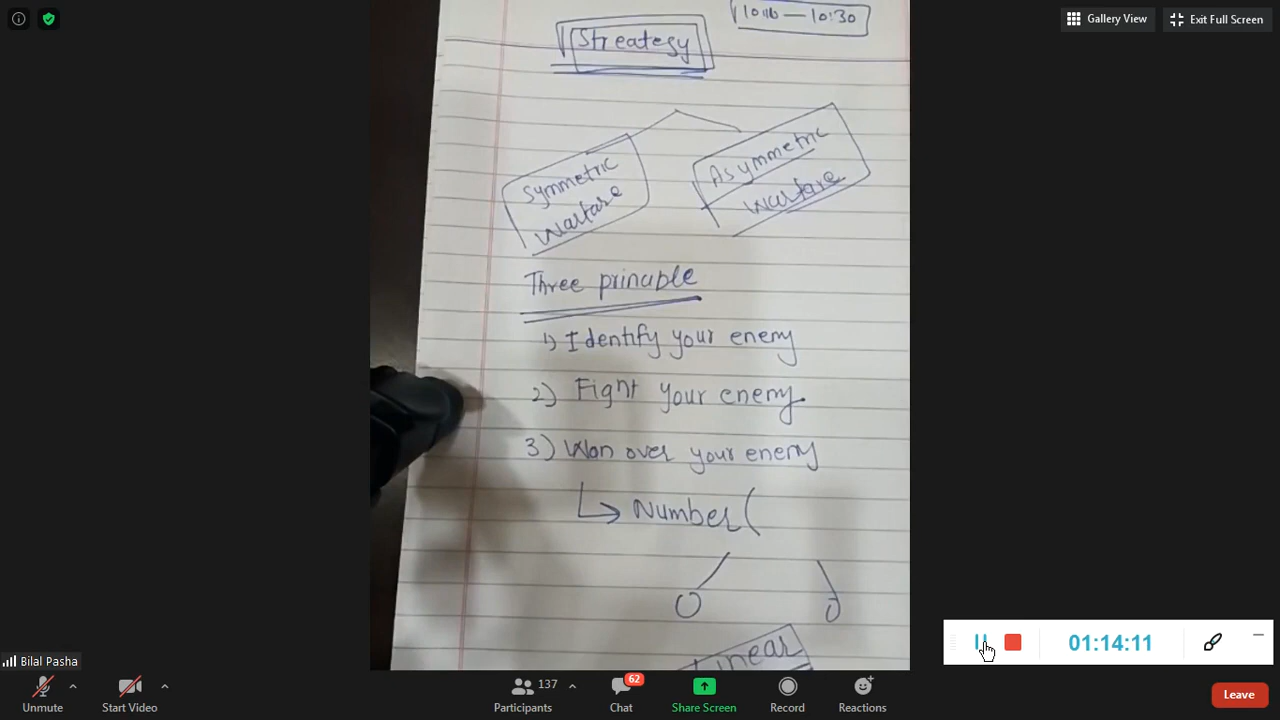 Gallery View
Exit Full Screen
10:16 — 10:30
Streategy
Symmetric
Warfare
Asymmetric
Warfare
Three principle
1) Identify your enemy
2) Fight your enemy.
3) Won over your enemy
↳ Number (
Linear
01:14:11
Bilal Pasha
Unmute
Start Video
137
Participants
62
Chat
Share Screen
Record
Reactions
Leave